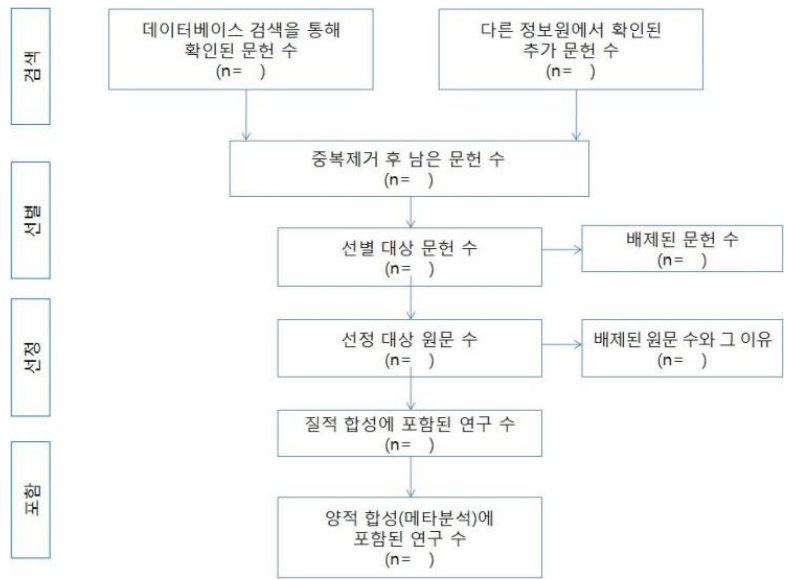 검색
데이터베이스 검색을 통해
확인된 문헌 수
(n= )
다른 정보원에서 확인된
추가 문헌 수
(n= )
중복제거 후 남은 문헌 수
(n= )
선별
선별 대상 문헌 수
(n= )
배제된 문헌 수
(n= )
선정
선정 대상 원문 수
(n= )
배제된 원문 수와 그 이유
(n= )
포함
질적 합성에 포함된 연구 수
(n= )
양적 합성(메타분석)에
포함된 연구 수
(n= )